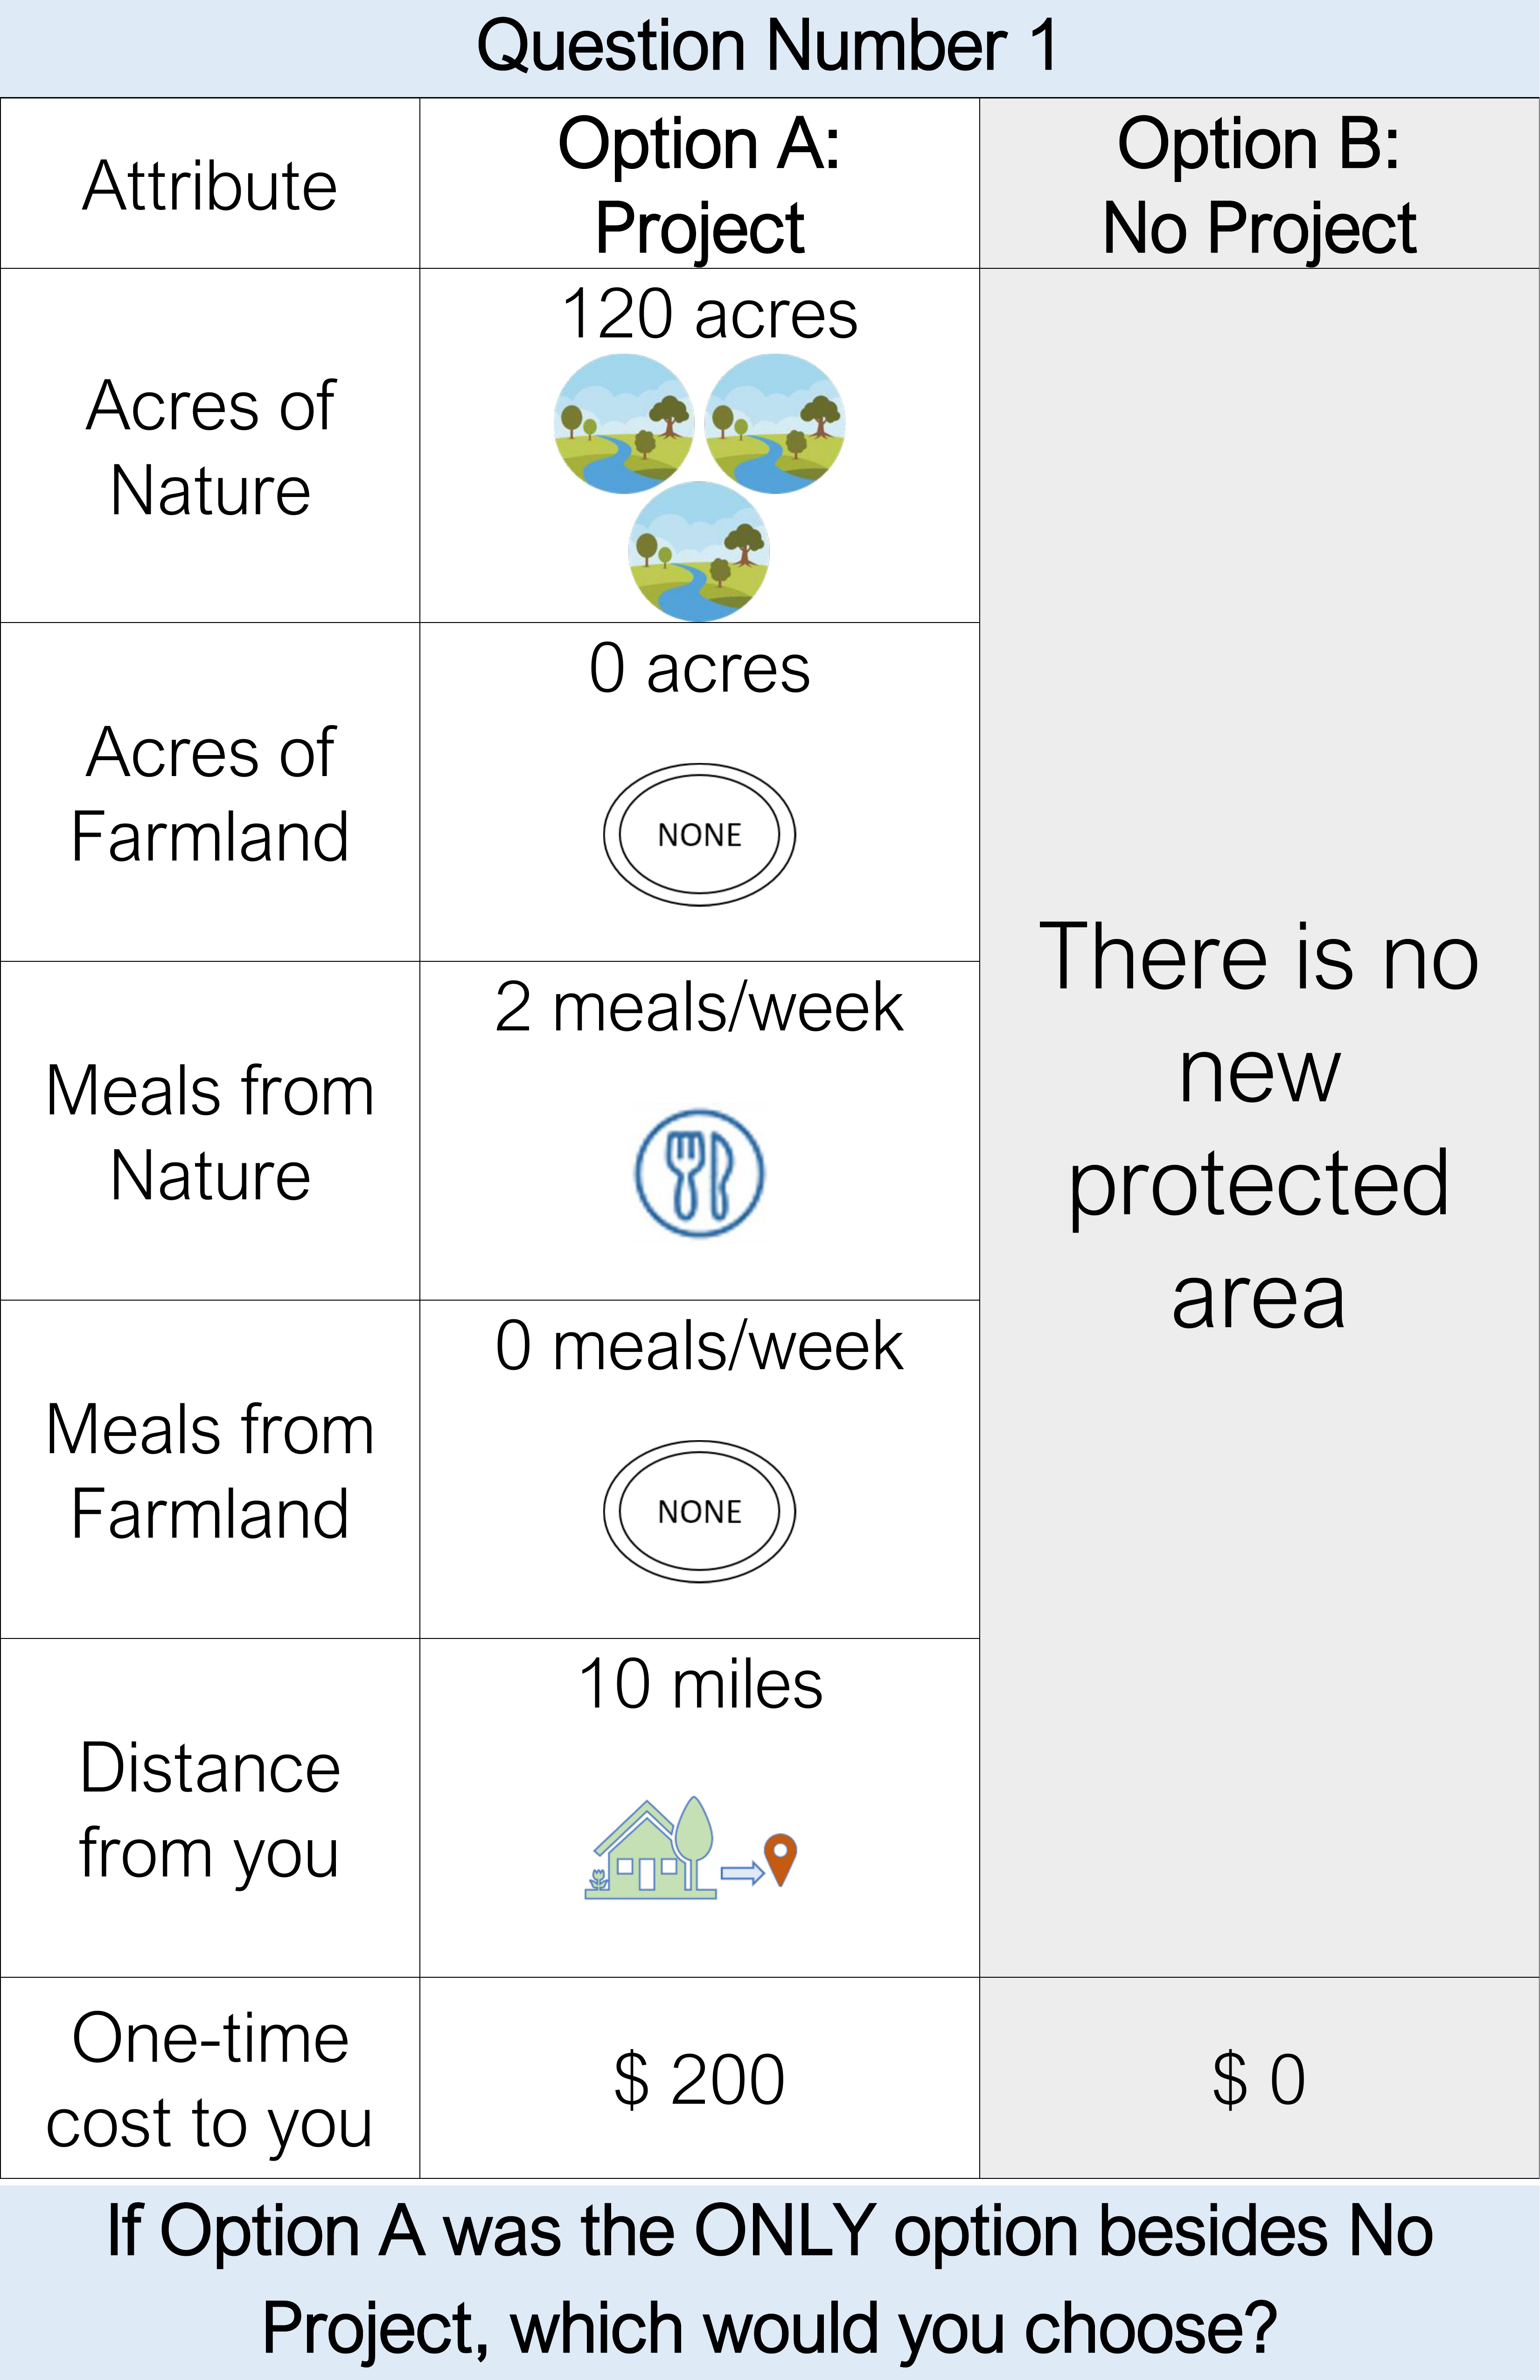 Question Number 1
Attribute
Option A:
Project
Option B:
No Project
Acres of
Nature
120 acres
Acres of
Farmland
0 acres
NONE
Meals from
Nature
2 meals/week
Meals from
Farmland
0 meals/week
NONE
Distance
from you
10 miles
There is no
new
protected
area
One-time
cost to you
$ 200
$ 0
If Option A was the ONLY option besides No
Project, which would you choose?